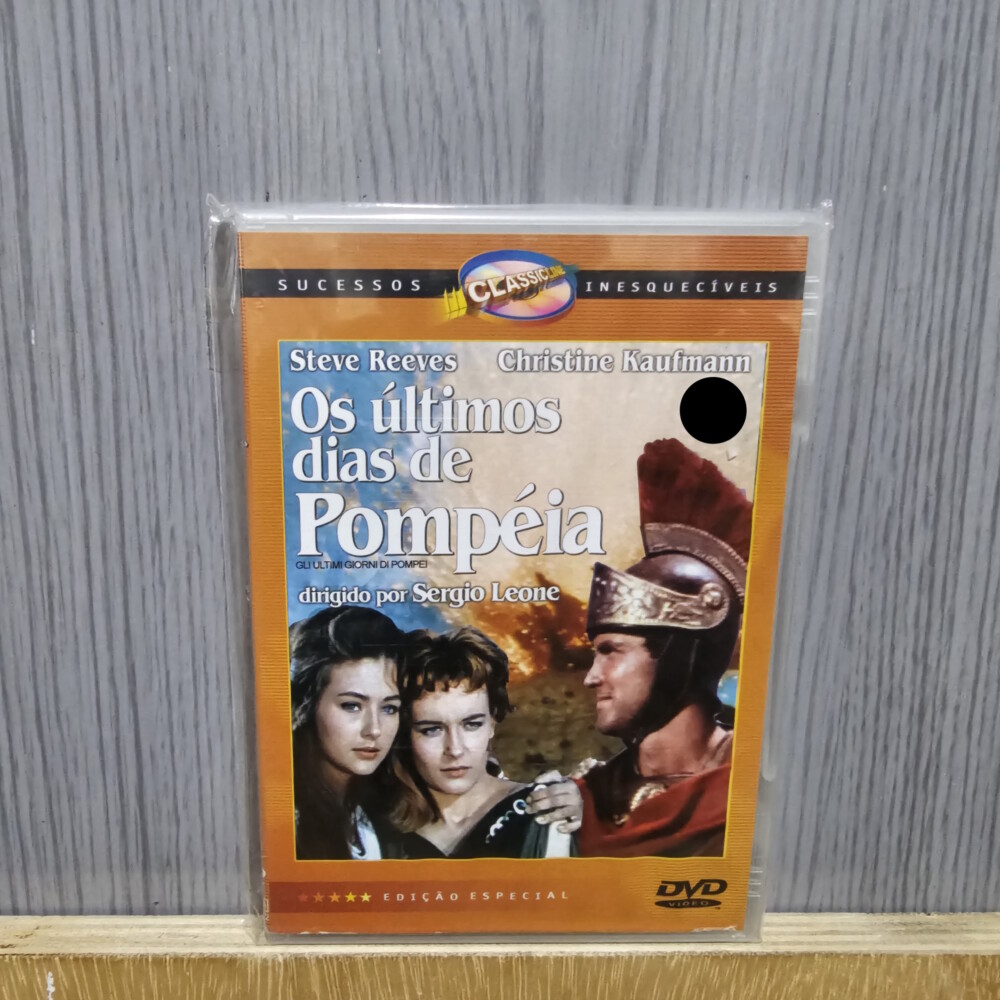 SUCESSOS CLASSICLINE INESQUECÍVEIS
Steve Reeves Christine Kaufmann
Os últimos
dias de
Pompéia
GLI ULTIMI GIORNI DI POMPEI
dirigido por Sergio Leone
EDIÇÃO ESPECIAL
DVD
VIDEO